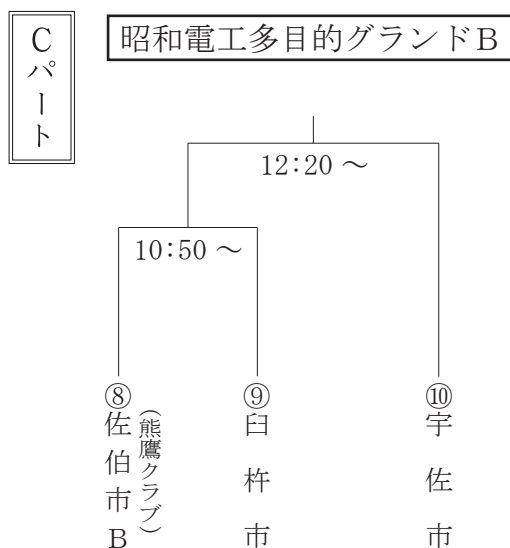 Cパート
昭和電工多目的グランドB
12:20 ～
10:50 ～
⑧佐伯市B
(熊鷹クラブ)
⑨臼杵市
⑩宇佐市